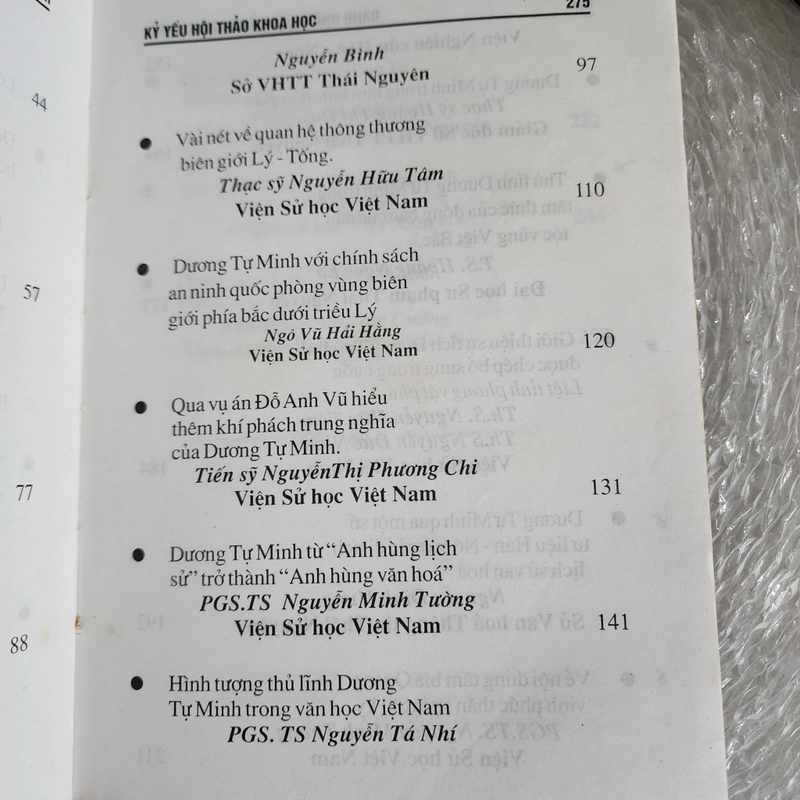 KỶ YẾU HỘI THẢO KHOA HỌC
275
Nguyễn Bình
Sở VHTT Thái Nguyên
97
Vài nét về quan hệ thông thương
biên giới Lý - Tống.
Thạc sỹ Nguyễn Hữu Tâm
Viện Sử học Việt Nam
110
Dương Tự Minh với chính sách
an ninh quốc phòng vùng biên
giới phía bắc dưới triều Lý
Ngô Vũ Hải Hằng
Viện Sử học Việt Nam
120
Qua vụ án Đỗ Anh Vũ hiểu
thêm khí phách trung nghĩa
của Dương Tự Minh.
Tiến sỹ NguyễnThị Phương Chi
Viện Sử học Việt Nam
131
Dương Tự Minh từ “Anh hùng lịch
sử” trở thành “Anh hùng văn hoá”
PGS.TS Nguyễn Minh Tường
Viện Sử học Việt Nam
141
Hình tượng thủ lĩnh Dương
Tự Minh trong văn học Việt Nam
PGS. TS Nguyễn Tá Nhí
44
57
77
88